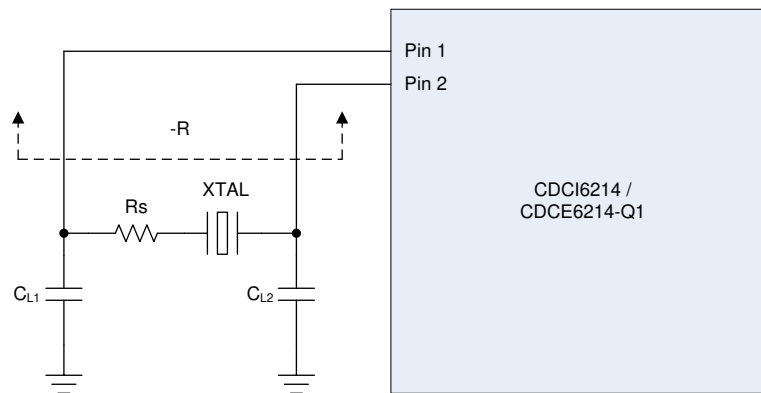 Pin 1
Pin 2
-R
XTAL
Rs
CDCI6214 /
CDCE6214-Q1
CL1
CL2